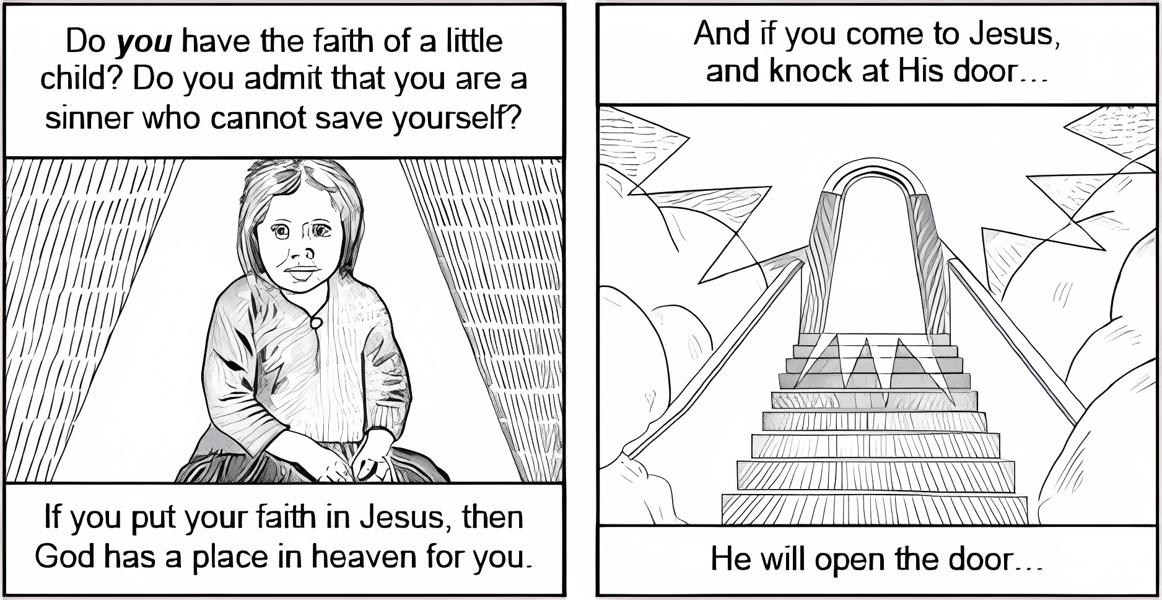 Do you have the faith of a little
child? Do you admit that you are a
sinner who cannot save yourself?
If you put your faith in Jesus, then
God has a place in heaven for you.
And if you come to Jesus,
and knock at His door...
He will open the door...